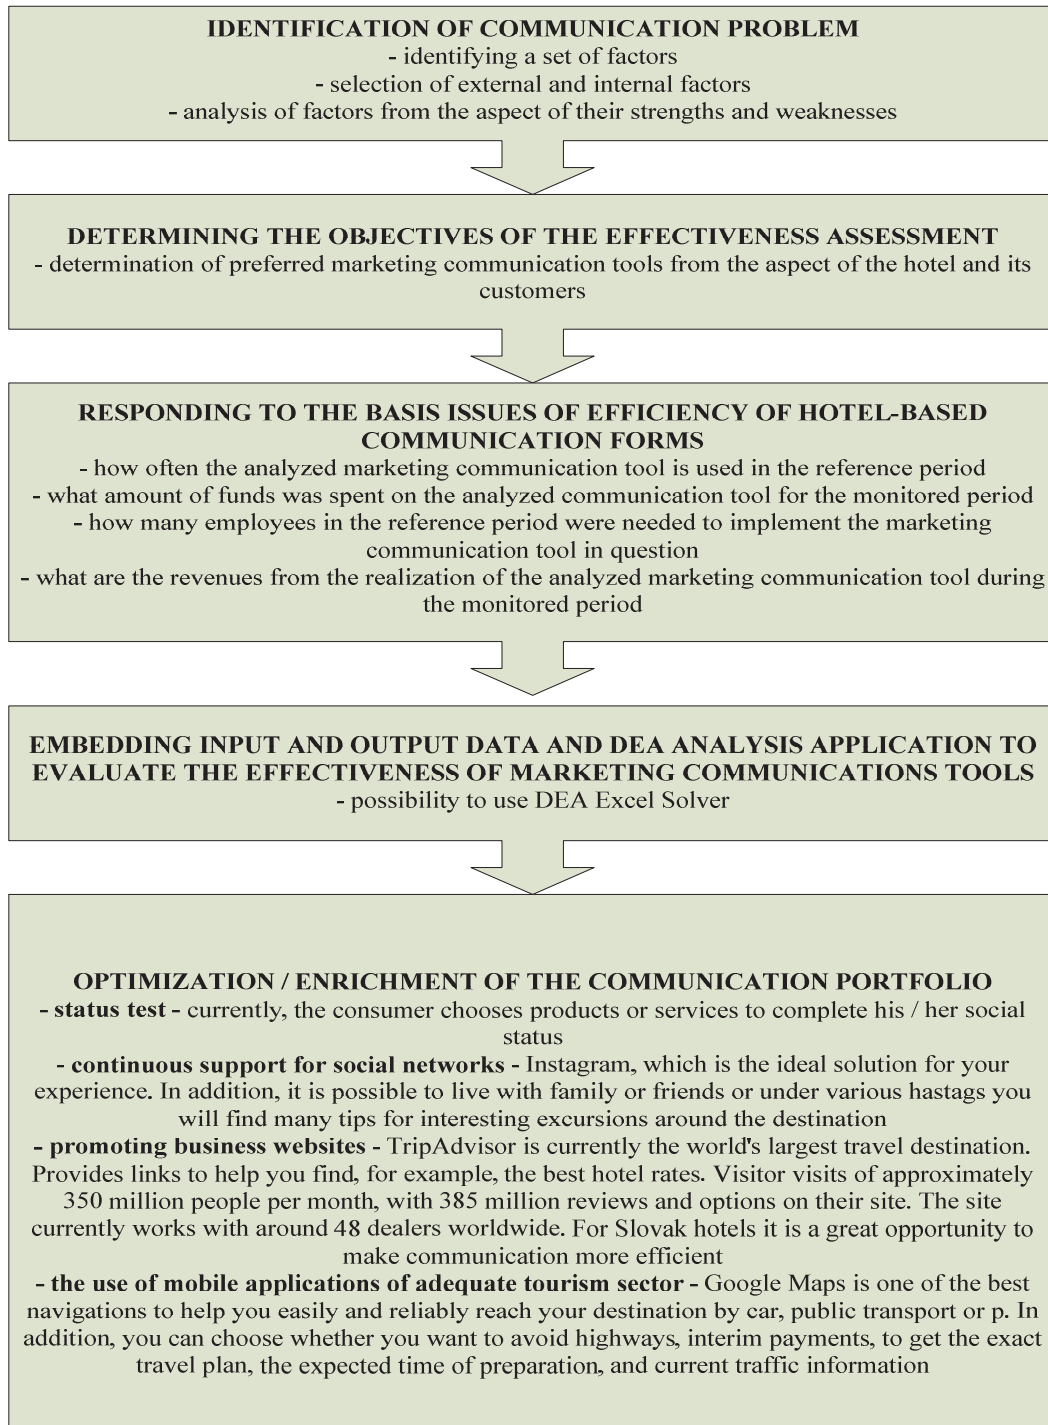 IDENTIFICATION OF COMMUNICATION PROBLEM
- identifying a set of factors
- selection of external and internal factors
- analysis of factors from the aspect of their strengths and weaknesses
DETERMINING THE OBJECTIVES OF THE EFFECTIVENESS ASSESSMENT
- determination of preferred marketing communication tools from the aspect of the hotel and its
customers
RESPONDING TO THE BASIS ISSUES OF EFFICIENCY OF HOTEL-BASED
COMMUNICATION FORMS
- how often the analyzed marketing communication tool is used in the reference period
- what amount of funds was spent on the analyzed communication tool for the monitored period
- how many employees in the reference period were needed to implement the marketing
communication tool in question
- what are the revenues from the realization of the analyzed marketing communication tool during
the monitored period
EMBEDDING INPUT AND OUTPUT DATA AND DEA ANALYSIS APPLICATION TO
EVALUATE THE EFFECTIVENESS OF MARKETING COMMUNICATIONS TOOLS
- possibility to use DEA Excel Solver
OPTIMIZATION / ENRICHMENT OF THE COMMUNICATION PORTFOLIO
- status test - currently, the consumer chooses products or services to complete his / her social
status
- continuous support for social networks - Instagram, which is the ideal solution for your
experience. In addition, it is possible to live with family or friends or under various hastags you
will find many tips for interesting excursions around the destination
- promoting business websites - TripAdvisor is currently the world's largest travel destination.
Provides links to help you find, for example, the best hotel rates. Visitor visits of approximately
350 million people per month, with 385 million reviews and options on their site. The site
currently works with around 48 dealers worldwide. For Slovak hotels it is a great opportunity to
make communication more efficient
- the use of mobile applications of adequate tourism sector - Google Maps is one of the best
navigations to help you easily and reliably reach your destination by car, public transport or p. In
addition, you can choose whether you want to avoid highways, interim payments, to get the exact
travel plan, the expected time of preparation, and current traffic information